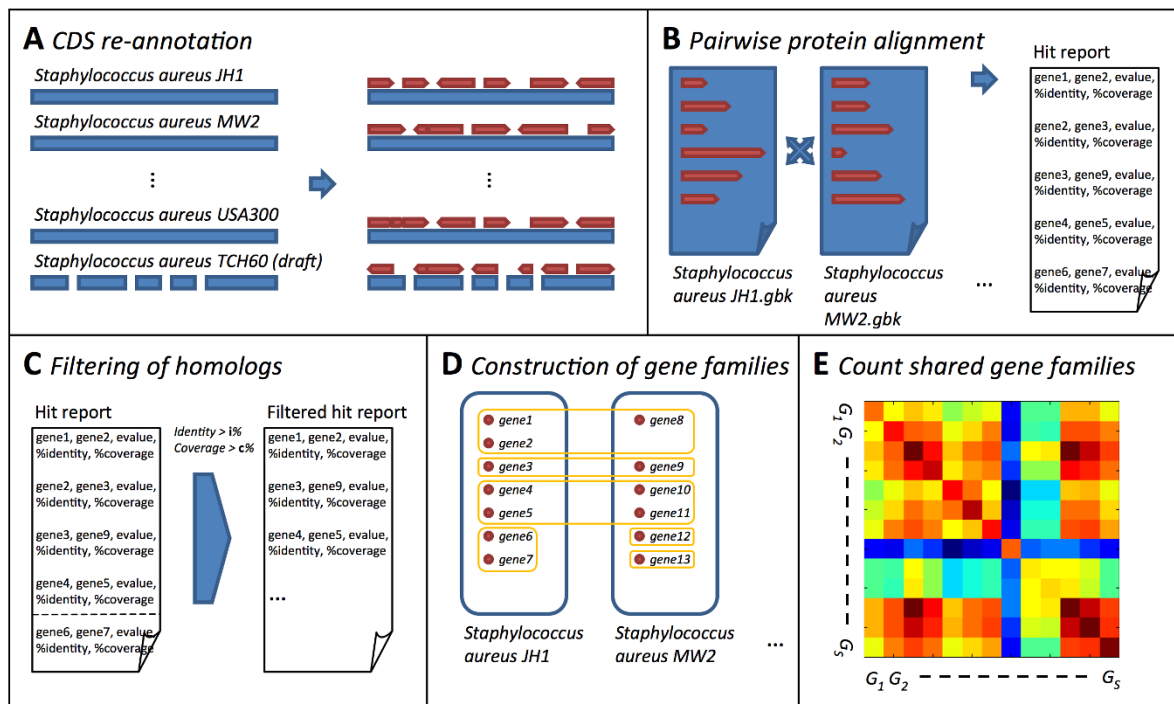 A CDS re-annotation
Staphylococcus aureus JH1
Staphylococcus aureus MW2
...
...
Staphylococcus aureus USA300
Staphylococcus aureus TCH60 (draft)
B Pairwise protein alignment
Staphylococcus
aureus JH1.gbk
Staphylococcus
aureus
MW2.gbk
...
Hit report
gene1, gene2, evalue,
%identity, %coverage
gene2, gene3, evalue,
%identity, %coverage
gene3, gene9, evalue,
%identity, %coverage
gene4, gene5, evalue,
%identity, %coverage
gene6, gene7, evalue,
%identity, %coverage
C Filtering of homologs
Hit report
gene1, gene2, evalue,
%identity, %coverage
gene2, gene3, evalue,
%identity, %coverage
gene3, gene9, evalue,
%identity, %coverage
gene4, gene5, evalue,
%identity, %coverage
gene6, gene7, evalue,
%identity, %coverage
Identity > i%
Coverage > c%
Filtered hit report
gene1, gene2, evalue,
%identity, %coverage
gene3, gene9, evalue,
%identity, %coverage
gene4, gene5, evalue,
%identity, %coverage
...
D Construction of gene families
gene1
gene2
gene3
gene4
gene5
gene6
gene7
gene8
gene9
gene10
gene11
gene12
gene13
Staphylococcus
aureus JH1
Staphylococcus
aureus MW2
...
E Count shared gene families
G1 G2
GS
G1 G2
GS